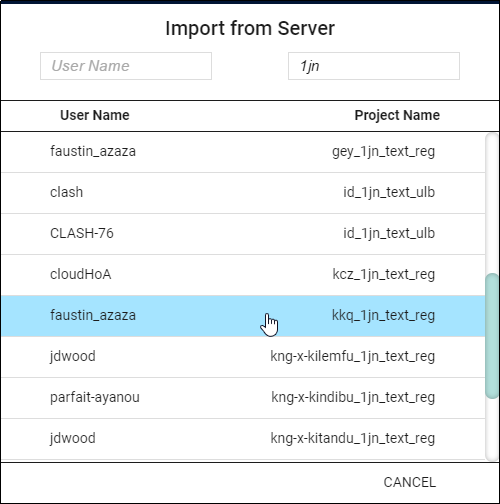 Import from Server
User Name 1jn
User Name Project Name
faustin_azaza gey_1jn_text_reg
clash id_1jn_text_ulb
CLASH-76 id_1jn_text_ulb
cloudHoA kcz_1jn_text_reg
faustin_azaza kkq_1jn_text_reg
jdwood kng-x-kilemfu_1jn_text_reg
parfait-ayanou kng-x-kindibu_1jn_text_reg
jdwood kng-x-kitandu_1jn_text_reg
CANCEL